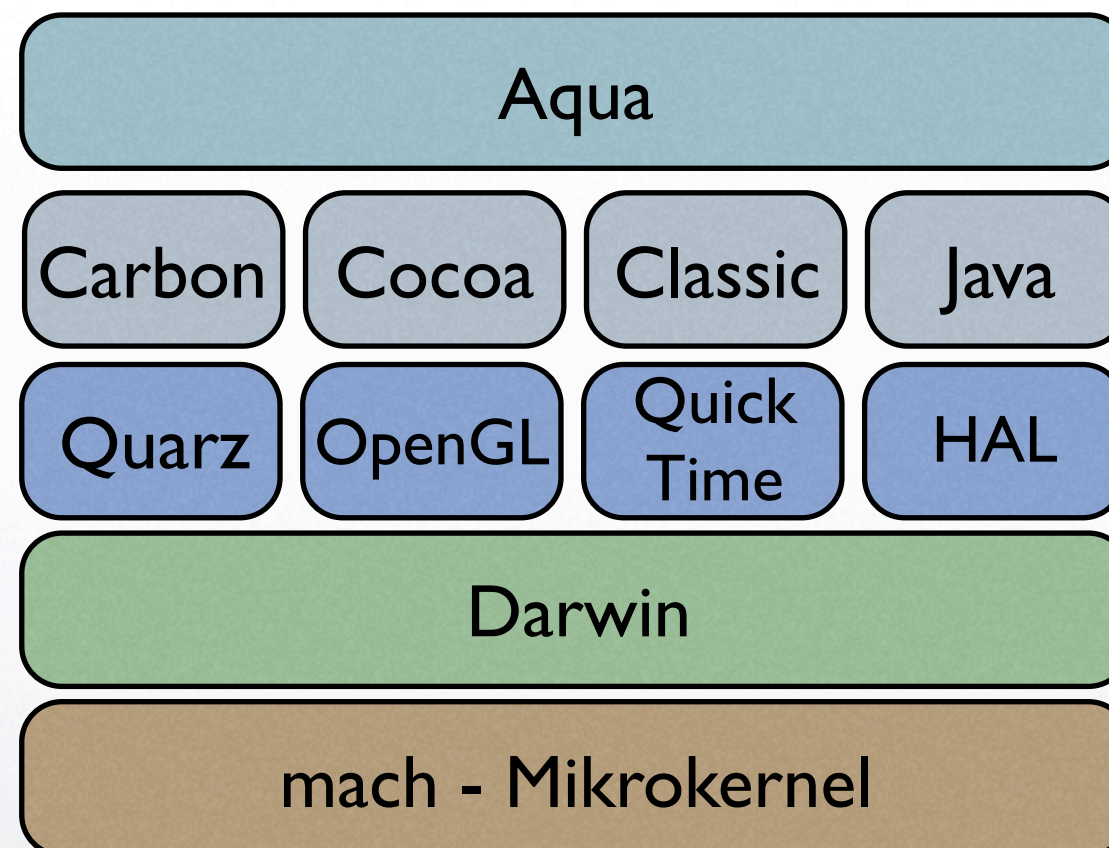 Aqua
Carbon Cocoa Classic Java
Quarz OpenGL Quick Time HAL
Darwin
mach - Mikrokernel